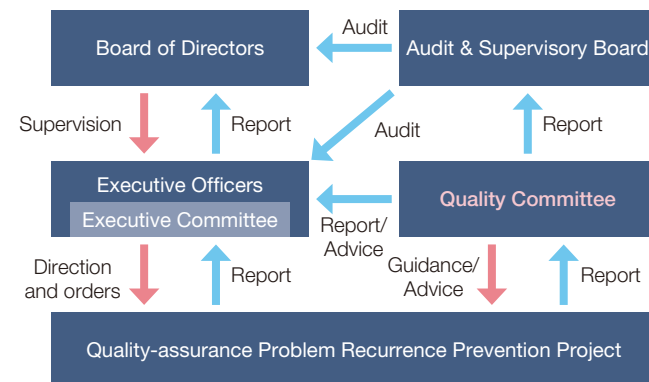 Audit
Board of Directors
Audit & Supervisory Board
Supervision
Report
Audit
Report
Executive Officers
Executive Committee
Quality Committee
Report/
Advice
Direction
and orders
Report
Guidance/
Advice
Report
Quality-assurance Problem Recurrence Prevention Project